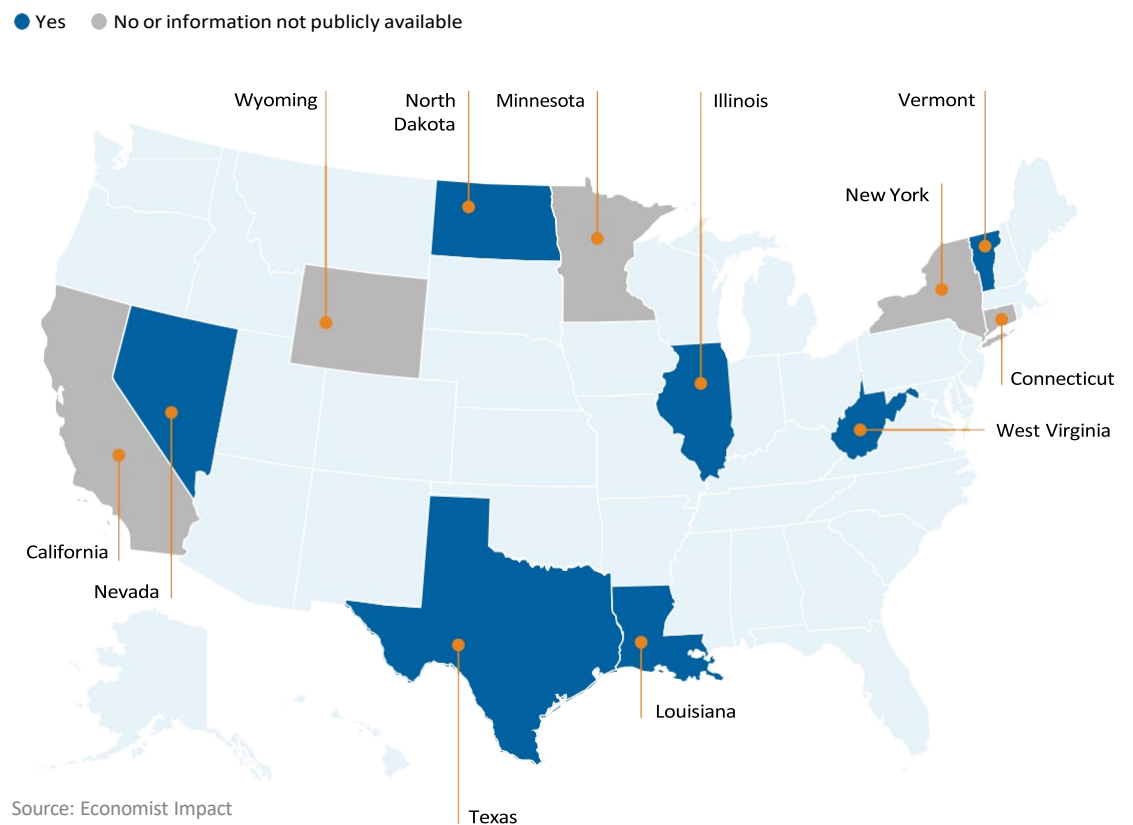 Yes No or information not publicly available
Wyoming
North
Dakota
Minnesota
Illinois
Vermont
New York
Connecticut
West Virginia
California
Nevada
Louisiana
Source: Economist Impact
Texas